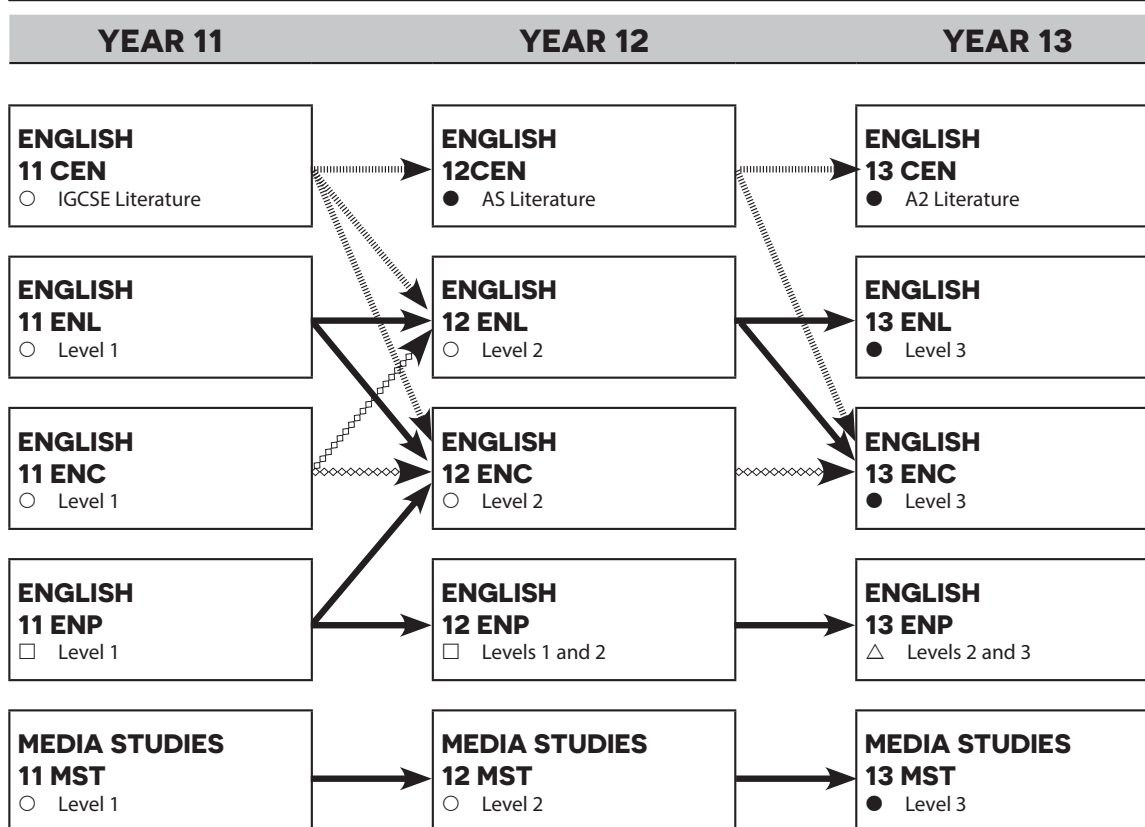 YEAR 11 YEAR 12 YEAR 13
ENGLISH
11 CEN
○ IGCSE Literature
ENGLISH
12CEN
● AS Literature
ENGLISH
13 CEN
● A2 Literature
ENGLISH
11 ENL
○ Level 1
ENGLISH
12 ENL
○ Level 2
ENGLISH
13 ENL
● Level 3
ENGLISH
11 ENC
○ Level 1
ENGLISH
12 ENC
○ Level 2
ENGLISH
13 ENC
● Level 3
ENGLISH
11 ENP
□ Level 1
ENGLISH
12 ENP
□ Levels 1 and 2
ENGLISH
13 ENP
△ Levels 2 and 3
MEDIA STUDIES
11 MST
○ Level 1
MEDIA STUDIES
12 MST
○ Level 2
MEDIA STUDIES
13 MST
● Level 3